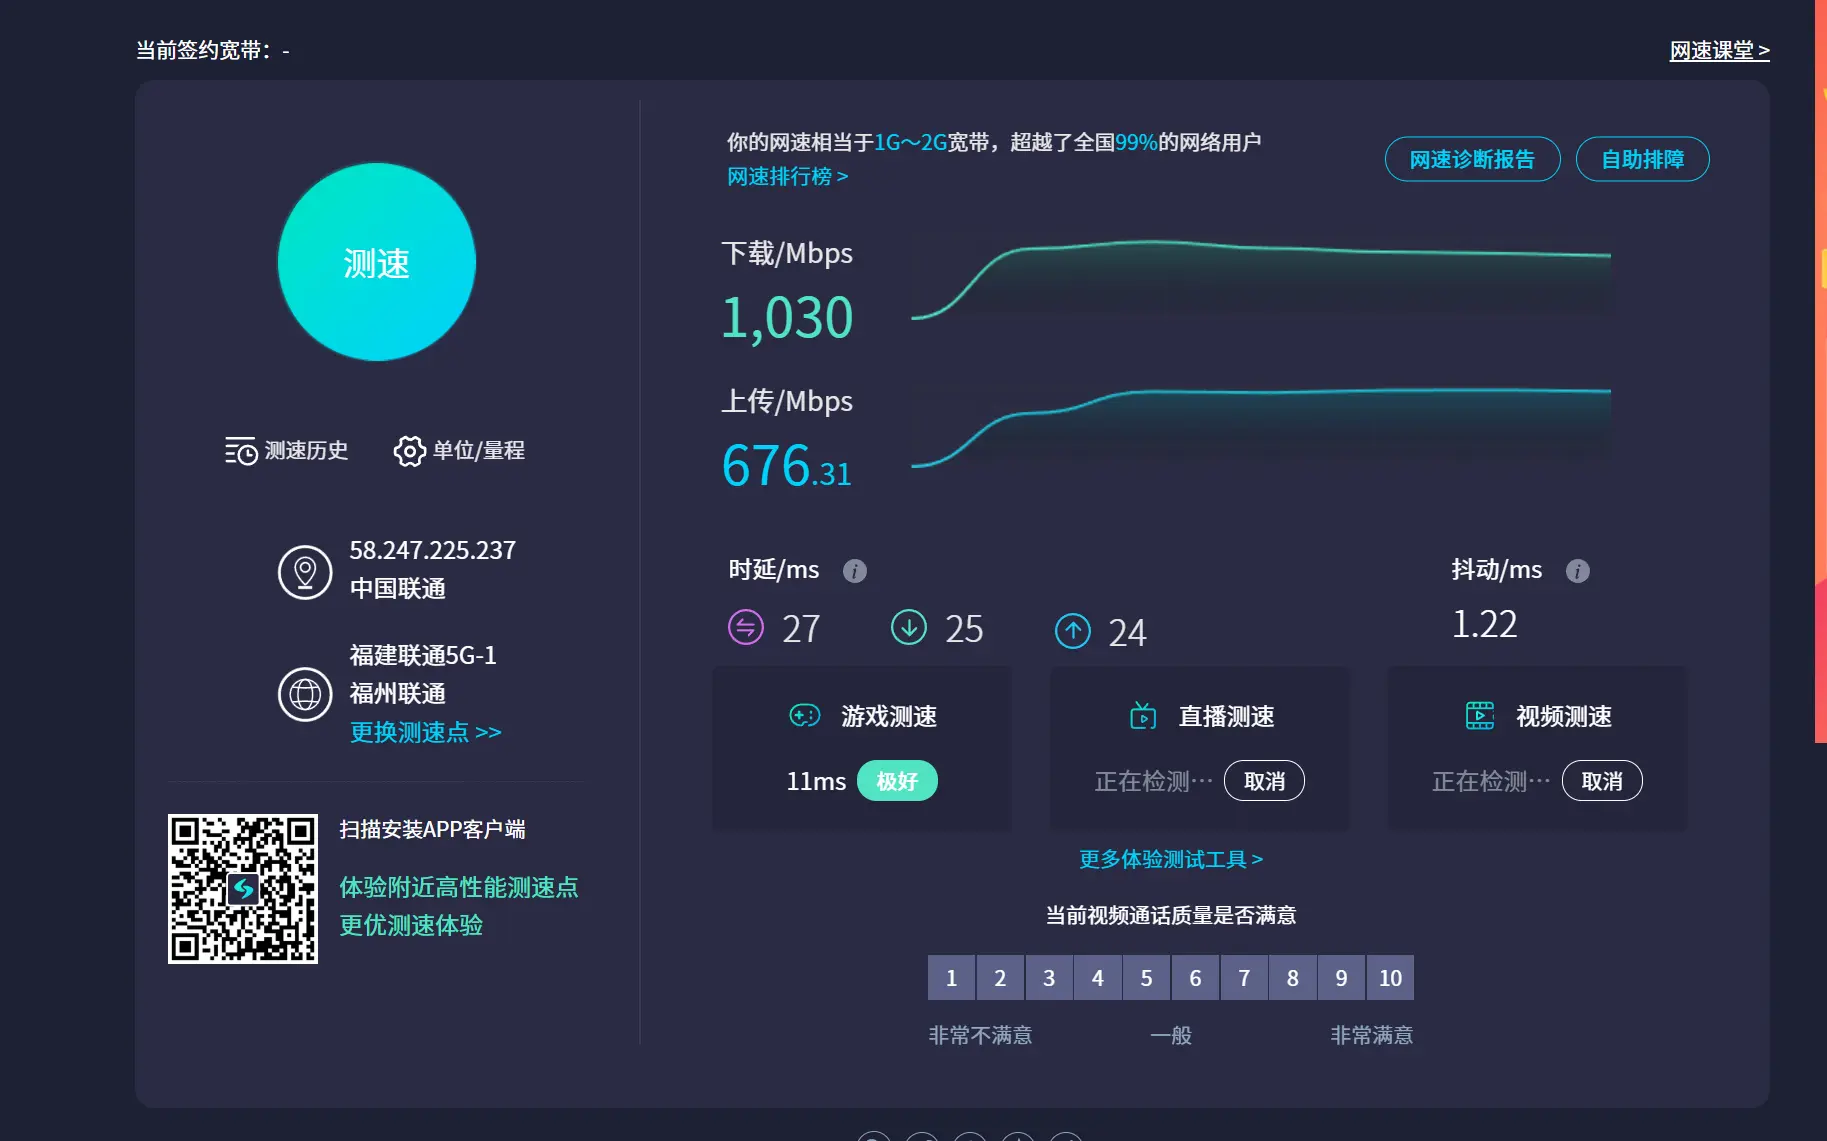 当前签约宽带：-
网速课堂 >
测速
测速历史
单位/量程
58.247.225.237
中国联通
福建联通5G-1
福州联通
更换测速点 >>
扫描安装APP客户端
体验附近高性能测速点
更优测速体验
你的网速相当于1G～2G宽带，超越了全国99%的网络用户
网速排行榜 >
网速诊断报告
自助排障
下载/Mbps
1,030
上传/Mbps
676.31
时延/ms
27
25
24
抖动/ms
1.22
游戏测速
11ms 极好
直播测速
正在检测··· 取消
视频测速
正在检测··· 取消
更多体验测试工具 >
当前视频通话质量是否满意
1 2 3 4 5 6 7 8 9 10
非常不满意 一般 非常满意